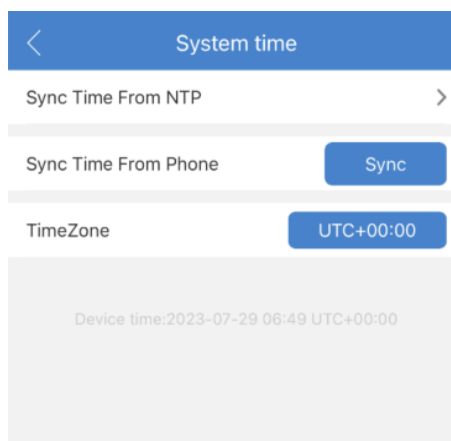 System time
Sync Time From NTP
Sync Time From Phone Sync
TimeZone UTC+00:00
Device time:2023-07-29 06:49 UTC+00:00